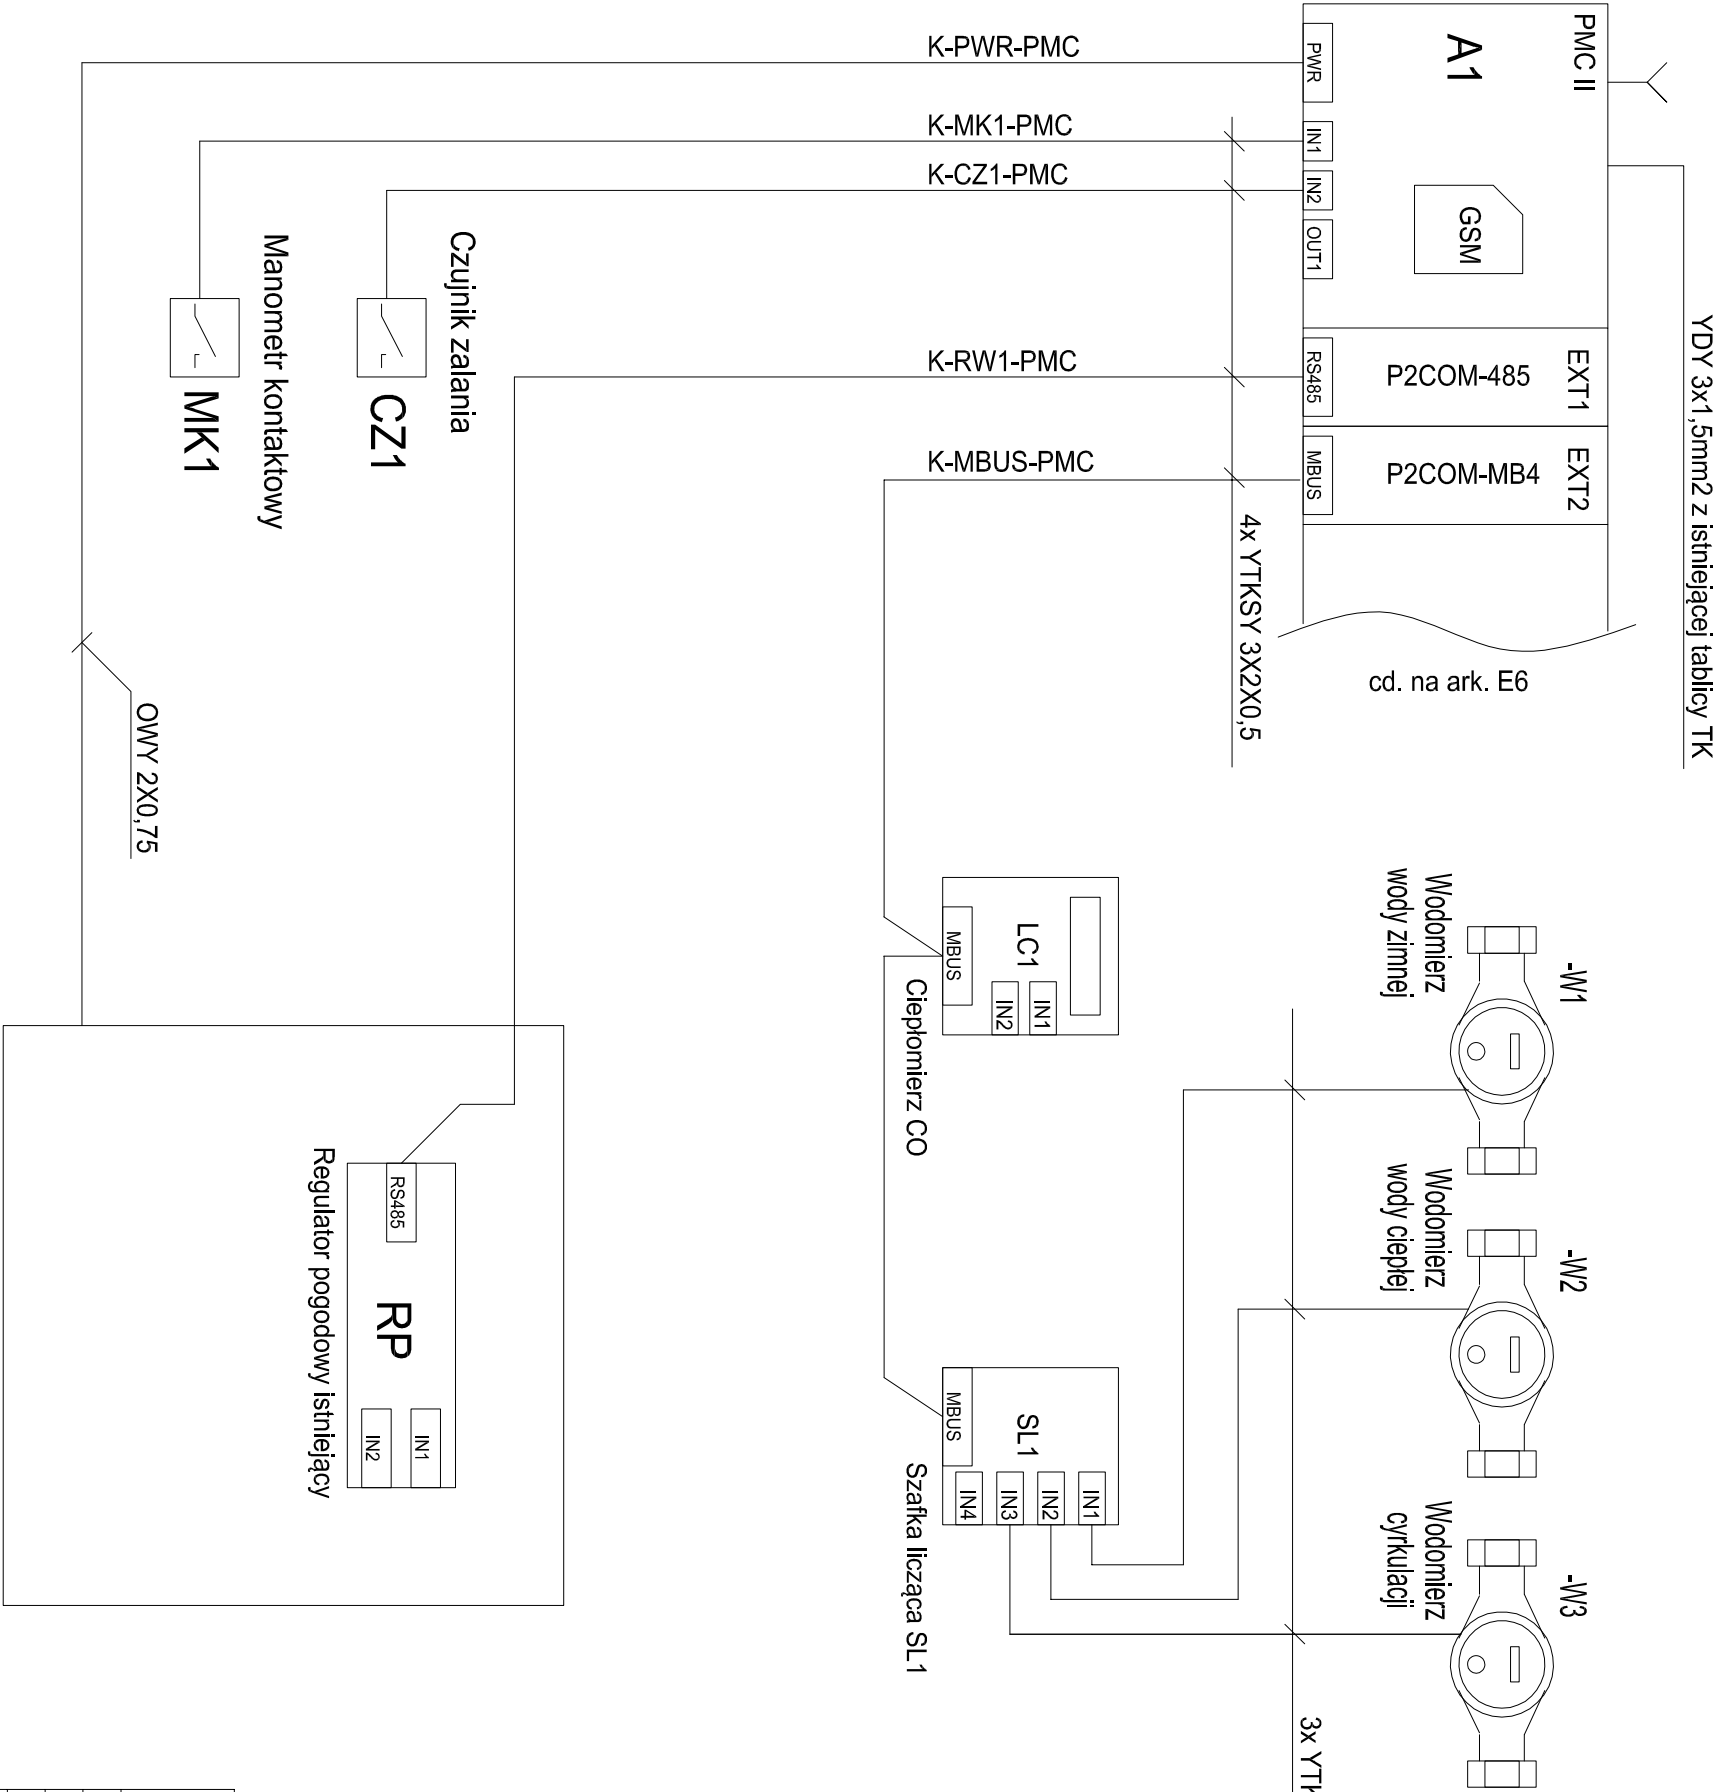 K-PWR-PMC
K-MK1-PMC
K-CZ1-PMC
K-RW1-PMC
K-MBUS-PMC
PMC II
A1
PWR
IN1
IN2
OUT1
GSM
RS485
P2COM-485
EXT1
MBUS
P2COM-MB4
EXT2
cd. na ark. E6
YDY 3x1,5mm2 z istniejącej tablicy TK
4x YTKSY 3X2X0,5
Czujnik zalania
CZ1
Manometr kontaktowy
MK1
OWY 2X0,75
LC1
MBUS
IN1
IN2
Ciepłomierz CO
SL1
MBUS
IN1
IN2
IN3
IN4
Szafka licząca SL1
-W1
Wodomierz
wody zimnej
-W2
Wodomierz
wody ciepłej
-W3
Wodomierz
cyrkulacji
RS485
RP
IN1
IN2
Regulator pogodowy istniejący